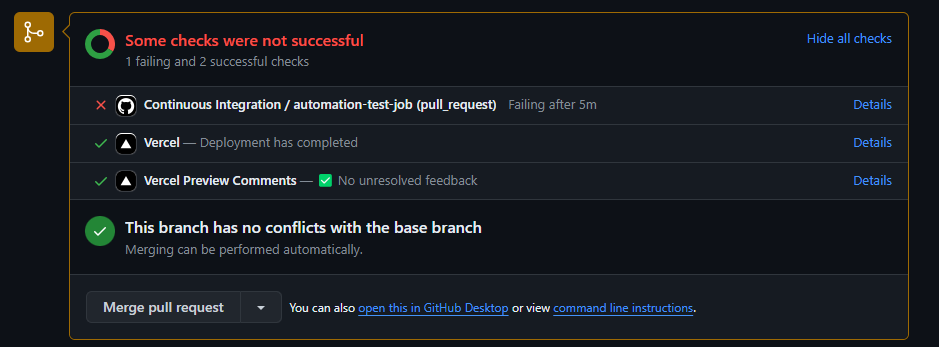 Some checks were not successful
Hide all checks
1 failing and 2 successful checks
Continuous Integration / automation-test-job (pull_request) Failing after 5m Details
Vercel — Deployment has completed Details
Vercel Preview Comments — ✅ No unresolved feedback Details
This branch has no conflicts with the base branch
Merging can be performed automatically.
Merge pull request You can also open this in GitHub Desktop or view command line instructions.